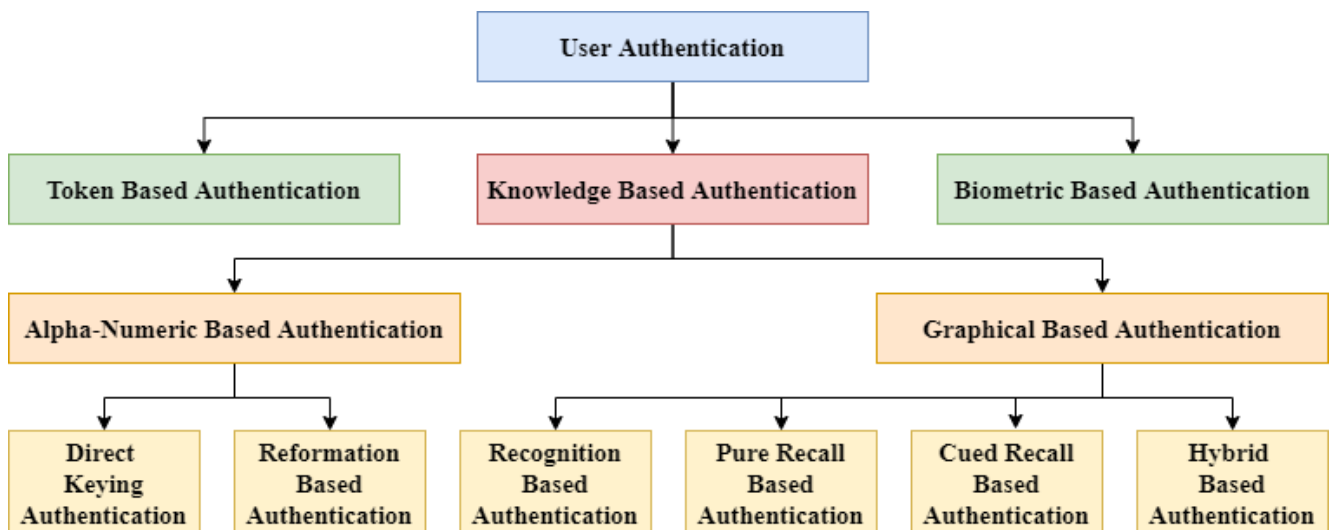 User Authentication
Token Based Authentication
Knowledge Based Authentication
Biometric Based Authentication
Alpha-Numeric Based Authentication
Graphical Based Authentication
Direct
Keying
Authentication
Reformation
Based
Authentication
Recognition
Based
Authentication
Pure Recall
Based
Authentication
Cued Recall
Based
Authentication
Hybrid
Based
Authentication